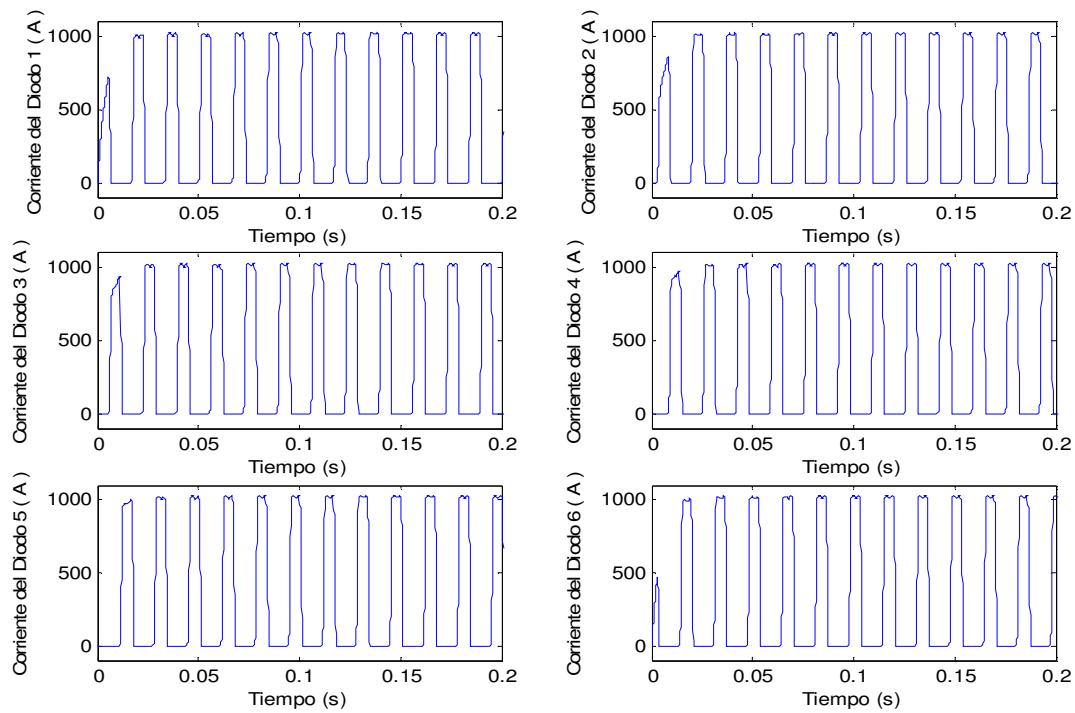 Corriente del Diodo 1 ( A )
1000
500
0
0 0.05 0.1 0.15 0.2
Tiempo (s)
Corriente del Diodo 2 ( A )
1000
500
0
0 0.05 0.1 0.15 0.2
Tiempo (s)
Corriente del Diodo 3 ( A )
1000
500
0
0 0.05 0.1 0.15 0.2
Tiempo (s)
Corriente del Diodo 4 ( A )
1000
500
0
0 0.05 0.1 0.15 0.2
Tiempo (s)
Corriente del Diodo 5 ( A )
1000
500
0
0 0.05 0.1 0.15 0.2
Tiempo (s)
Corriente del Diodo 6 ( A )
1000
500
0
0 0.05 0.1 0.15 0.2
Tiempo (s)